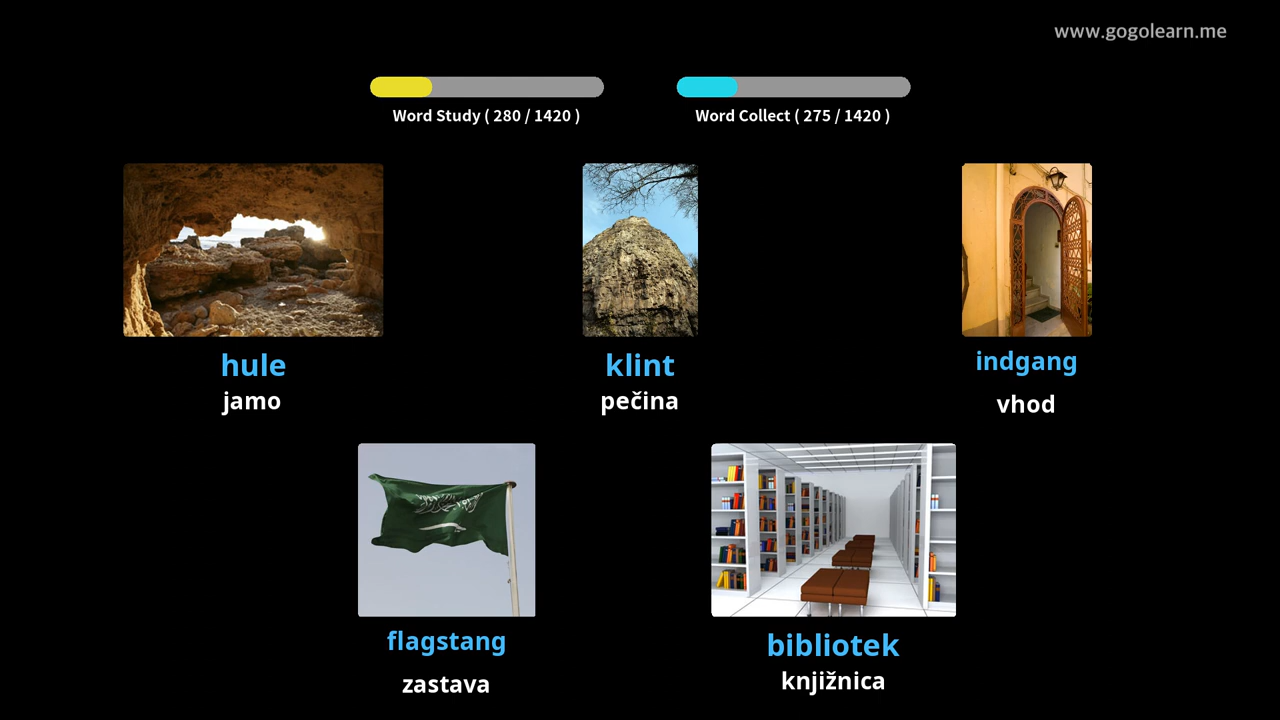 www.gogolearn.me
Word Study ( 280 / 1420 )
Word Collect ( 275 / 1420 )
hule
jamo
klint
pečina
indgang
vhod
flagstang
zastava
bibliotek
knjižnica